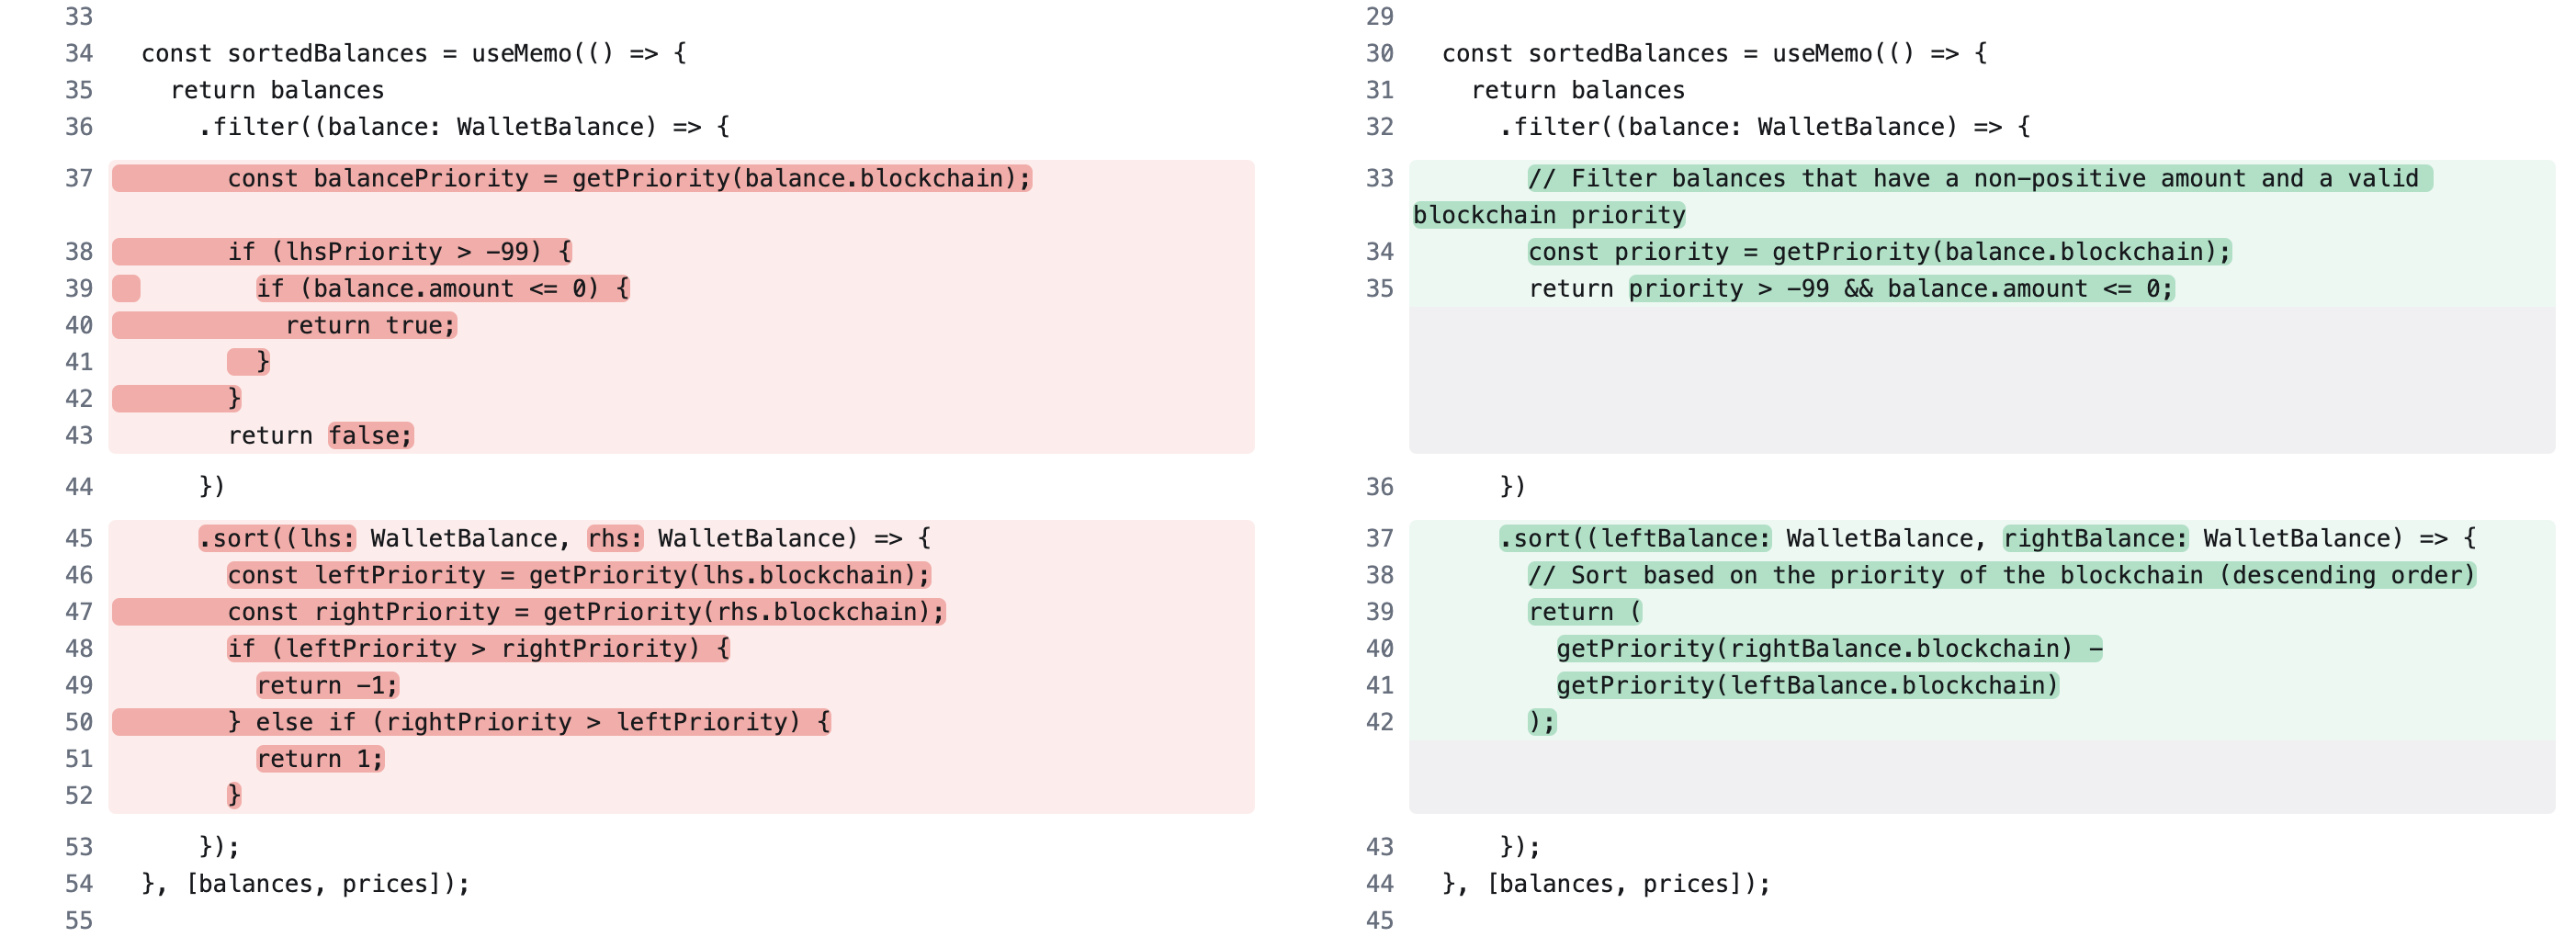 33
34 const sortedBalances = useMemo(() => {
35 return balances
36 .filter((balance: WalletBalance) => {
37 const balancePriority = getPriority(balance.blockchain);
38 if (lhsPriority > -99) {
39 if (balance.amount <= 0) {
40 return true;
41 }
42 }
43 return false;
44 })
45 .sort((lhs: WalletBalance, rhs: WalletBalance) => {
46 const leftPriority = getPriority(lhs.blockchain);
47 const rightPriority = getPriority(rhs.blockchain);
48 if (leftPriority > rightPriority) {
49 return -1;
50 } else if (rightPriority > leftPriority) {
51 return 1;
52 }
53 });
54 }, [balances, prices]);
55
29
30 const sortedBalances = useMemo(() => {
31 return balances
32 .filter((balance: WalletBalance) => {
33 // Filter balances that have a non-positive amount and a valid
blockchain priority
34 const priority = getPriority(balance.blockchain);
35 return priority > -99 && balance.amount <= 0;
36 })
37 .sort((leftBalance: WalletBalance, rightBalance: WalletBalance) => {
38 // Sort based on the priority of the blockchain (descending order)
39 return (
40 getPriority(rightBalance.blockchain) -
41 getPriority(leftBalance.blockchain)
42 );
43 });
44 }, [balances, prices]);
45